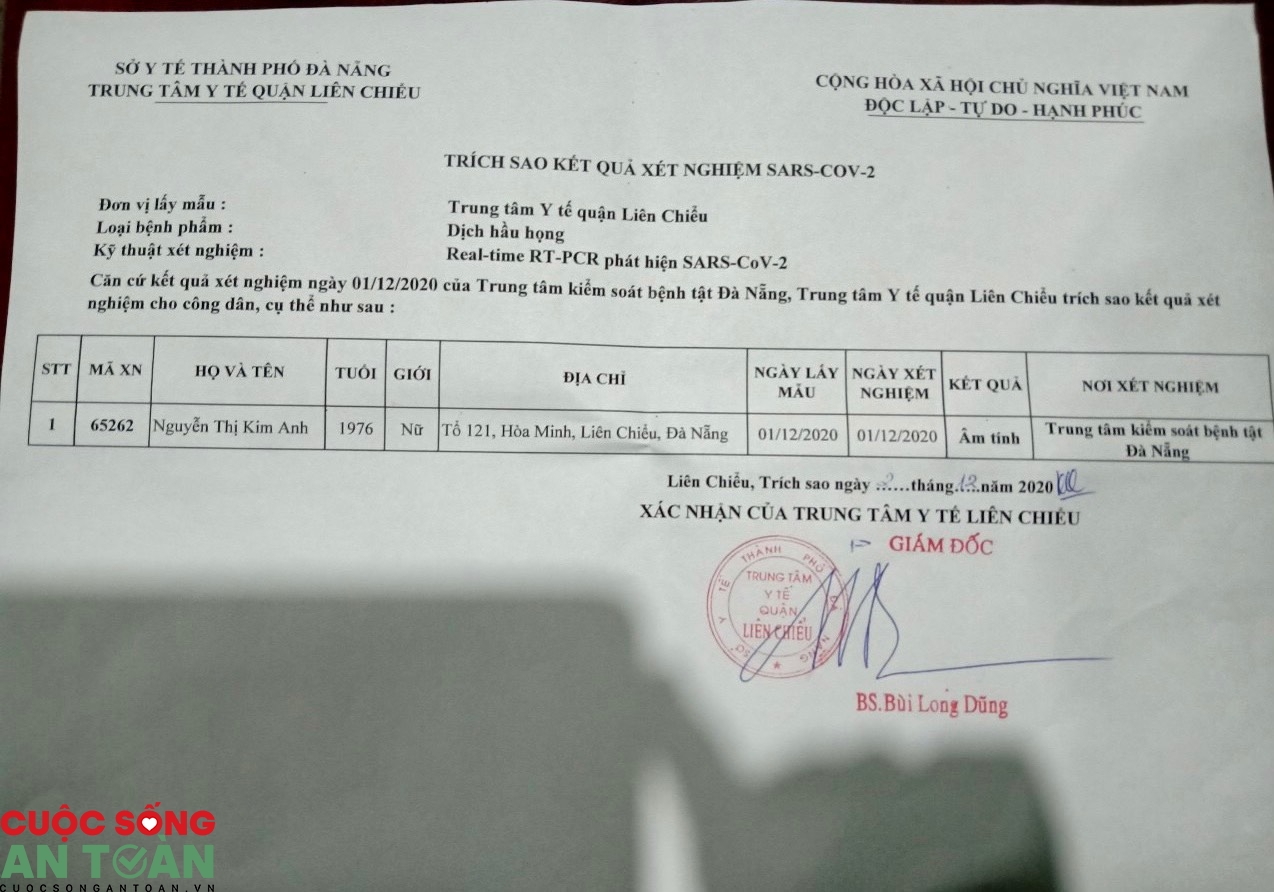 SỞ Y TẾ THÀNH PHỐ ĐÀ NẴNG
TRUNG TÂM Y TẾ QUẬN LIÊN CHIỂU
CỘNG HÒA XÃ HỘI CHỦ NGHĨA VIỆT NAM
ĐỘC LẬP - TỰ DO - HẠNH PHÚC
TRÍCH SAO KẾT QUẢ XÉT NGHIỆM SARS-COV-2
Đơn vị lấy mẫu : Trung tâm Y tế quận Liên Chiểu
Loại bệnh phẩm : Dịch hầu họng
Kỹ thuật xét nghiệm : Real-time RT-PCR phát hiện SARS-CoV-2
Căn cứ kết quả xét nghiệm ngày 01/12/2020 của Trung tâm kiểm soát bệnh tật Đà Nẵng, Trung tâm Y tế quận Liên Chiểu trích sao kết quả xét
nghiệm cho công dân, cụ thể như sau :
STT MÃ XN HỌ VÀ TÊN TUỔI GIỚI ĐỊA CHỈ NGÀY LẤY MẪU NGÀY XÉT NGHIỆM KẾT QUẢ NƠI XÉT NGHIỆM
1 65262 Nguyễn Thị Kim Anh 1976 Nữ Tổ 121, Hòa Minh, Liên Chiểu, Đà Nẵng 01/12/2020 01/12/2020 Âm tính Trung tâm kiểm soát bệnh tật Đà Nẵng
Liên Chiểu, Trích sao ngày ..2....tháng.12.năm 2020
XÁC NHẬN CỦA TRUNG TÂM Y TẾ LIÊN CHIỂU
GIÁM ĐỐC
SỞ Y TẾ THÀNH PHỐ ĐÀ NẴNG
TRUNG TÂM
Y TẾ
QUẬN
LIÊN CHIỂU
BS.Bùi Long Dũng
CUỘC SỐNG
AN TOÀN
CUOCSONGANTOAN.VN